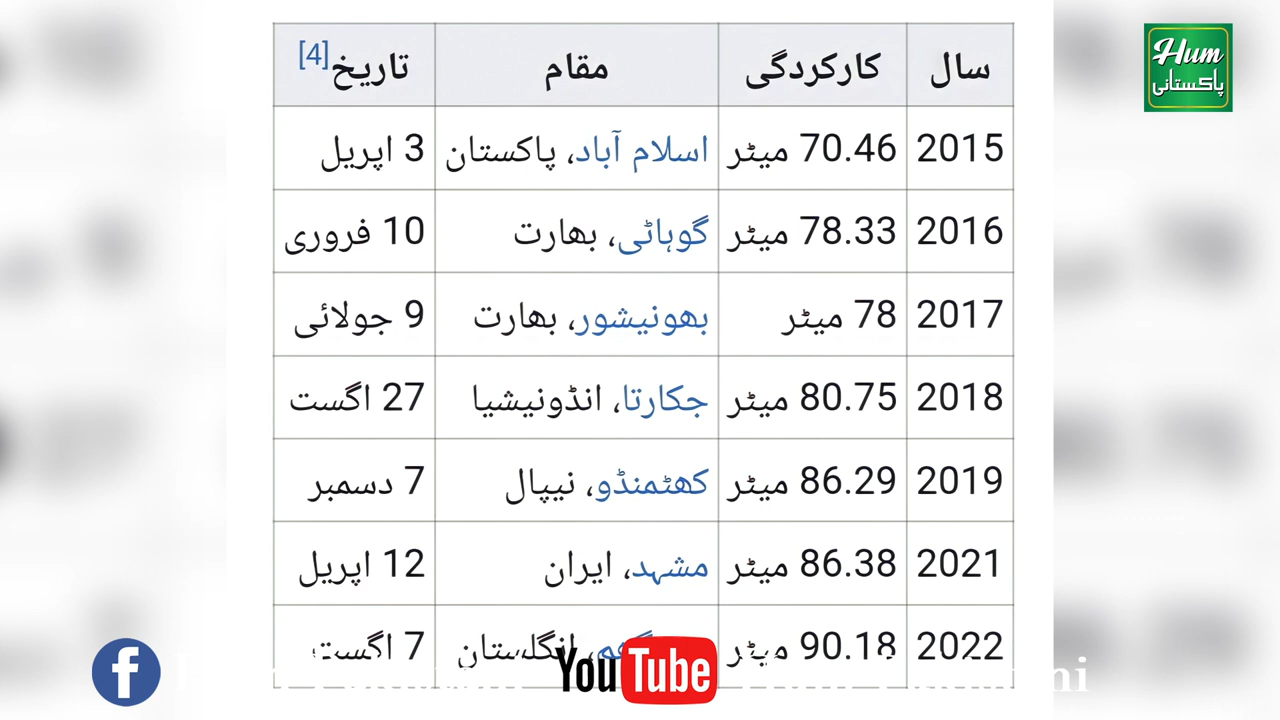 سال کارکردگی مقام تاریخ[4]
2015 70.46 میٹر اسلام آباد، پاکستان 3 اپریل
2016 78.33 میٹر گوہاٹی، بھارت 10 فروری
2017 78 میٹر بھونیشور، بھارت 9 جولائی
2018 80.75 میٹر جکارتا، انڈونیشیا 27 اگست
2019 86.29 میٹر کھٹمنڈو، نیپال 7 دسمبر
2021 86.38 میٹر مشہد، ایران 12 اپریل
2022 90.18 میٹر انگلستان 7 اگست
Hum
پاکستانی
f
YouTube